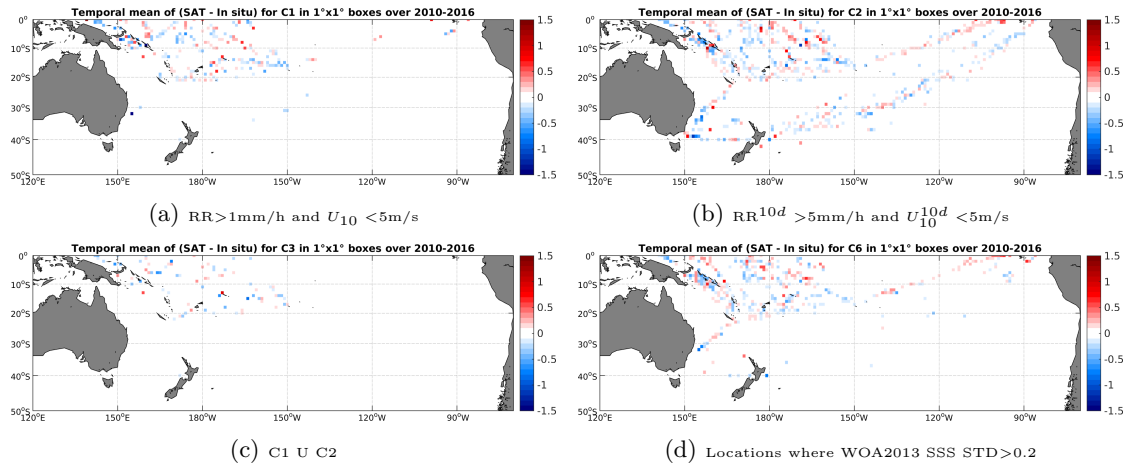 Temporal mean of (SAT - In situ) for C1 in 1°x1° boxes over 2010-2016
0°
10°S
20°S
30°S
40°S
50°S
120°E 150°E 180°W 150°W 120°W 90°W
1.5
1
0.5
0
-0.5
-1
-1.5
(a) RR>1mm/h and U10 <5m/s
Temporal mean of (SAT - In situ) for C2 in 1°x1° boxes over 2010-2016
0°
10°S
20°S
30°S
40°S
50°S
120°E 150°E 180°W 150°W 120°W 90°W
1.5
1
0.5
0
-0.5
-1
-1.5
(b) RR^10d >5mm/h and U10^10d <5m/s
Temporal mean of (SAT - In situ) for C3 in 1°x1° boxes over 2010-2016
0°
10°S
20°S
30°S
40°S
50°S
120°E 150°E 180°W 150°W 120°W 90°W
1.5
1
0.5
0
-0.5
-1
-1.5
(c) C1 U C2
Temporal mean of (SAT - In situ) for C6 in 1°x1° boxes over 2010-2016
0°
10°S
20°S
30°S
40°S
50°S
120°E 150°E 180°W 150°W 120°W 90°W
1.5
1
0.5
0
-0.5
-1
-1.5
(d) Locations where WOA2013 SSS STD>0.2